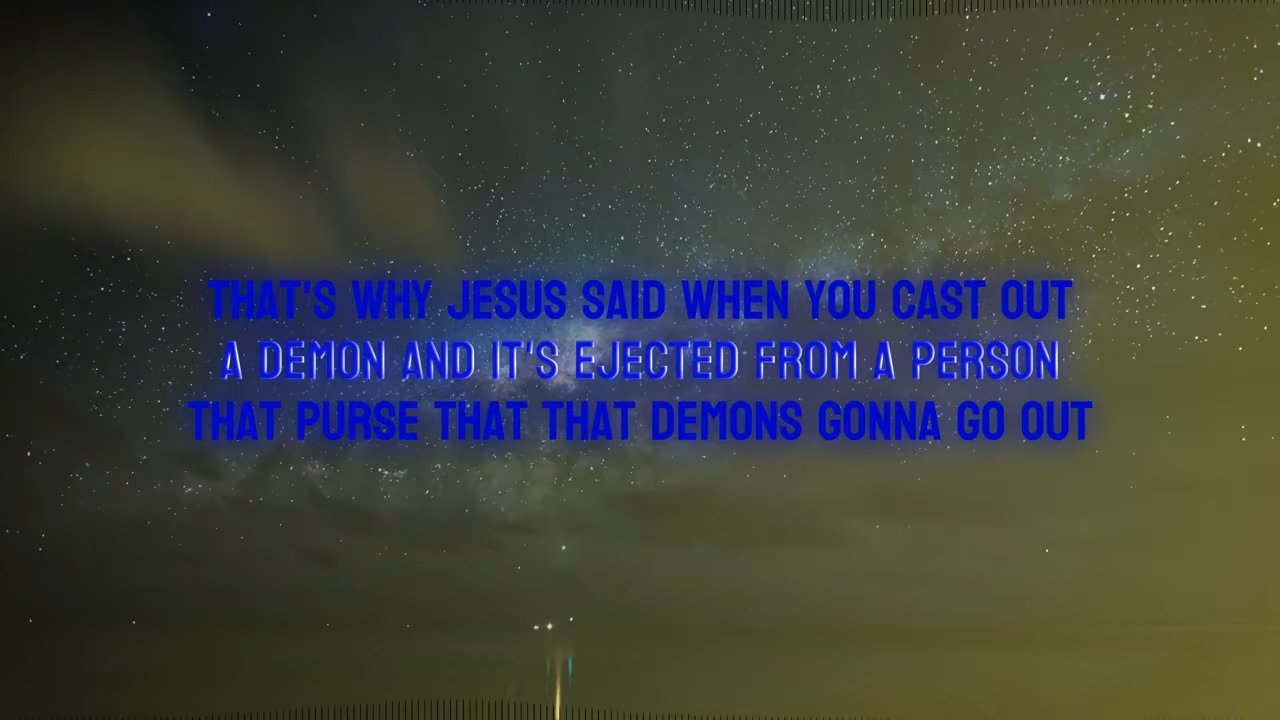 THAT'S WHY JESUS SAID WHEN YOU CAST OUT
A DEMON AND IT'S EJECTED FROM A PERSON
THAT PURSE THAT THAT DEMONS GONNA GO OUT